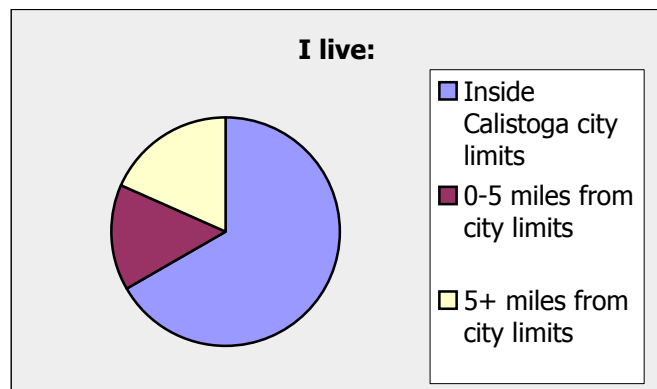 I live:
Inside
Calistoga city
limits
0-5 miles from
city limits
5+ miles from
city limits